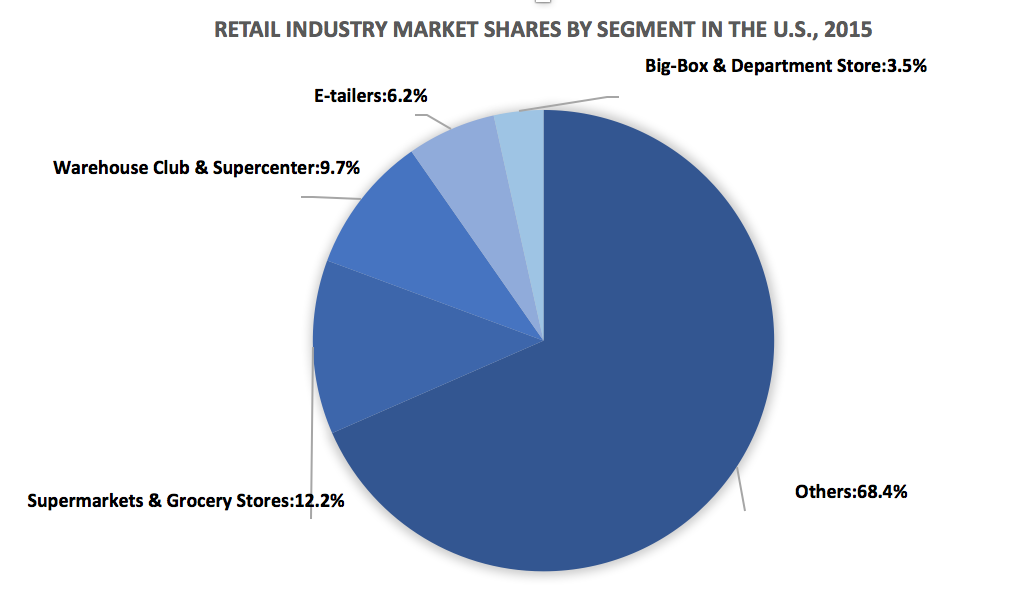 RETAIL INDUSTRY MARKET SHARES BY SEGMENT IN THE U.S., 2015
Big-Box & Department Store:3.5%
E-tailers:6.2%
Warehouse Club & Supercenter:9.7%
Others:68.4%
Supermarkets & Grocery Stores:12.2%